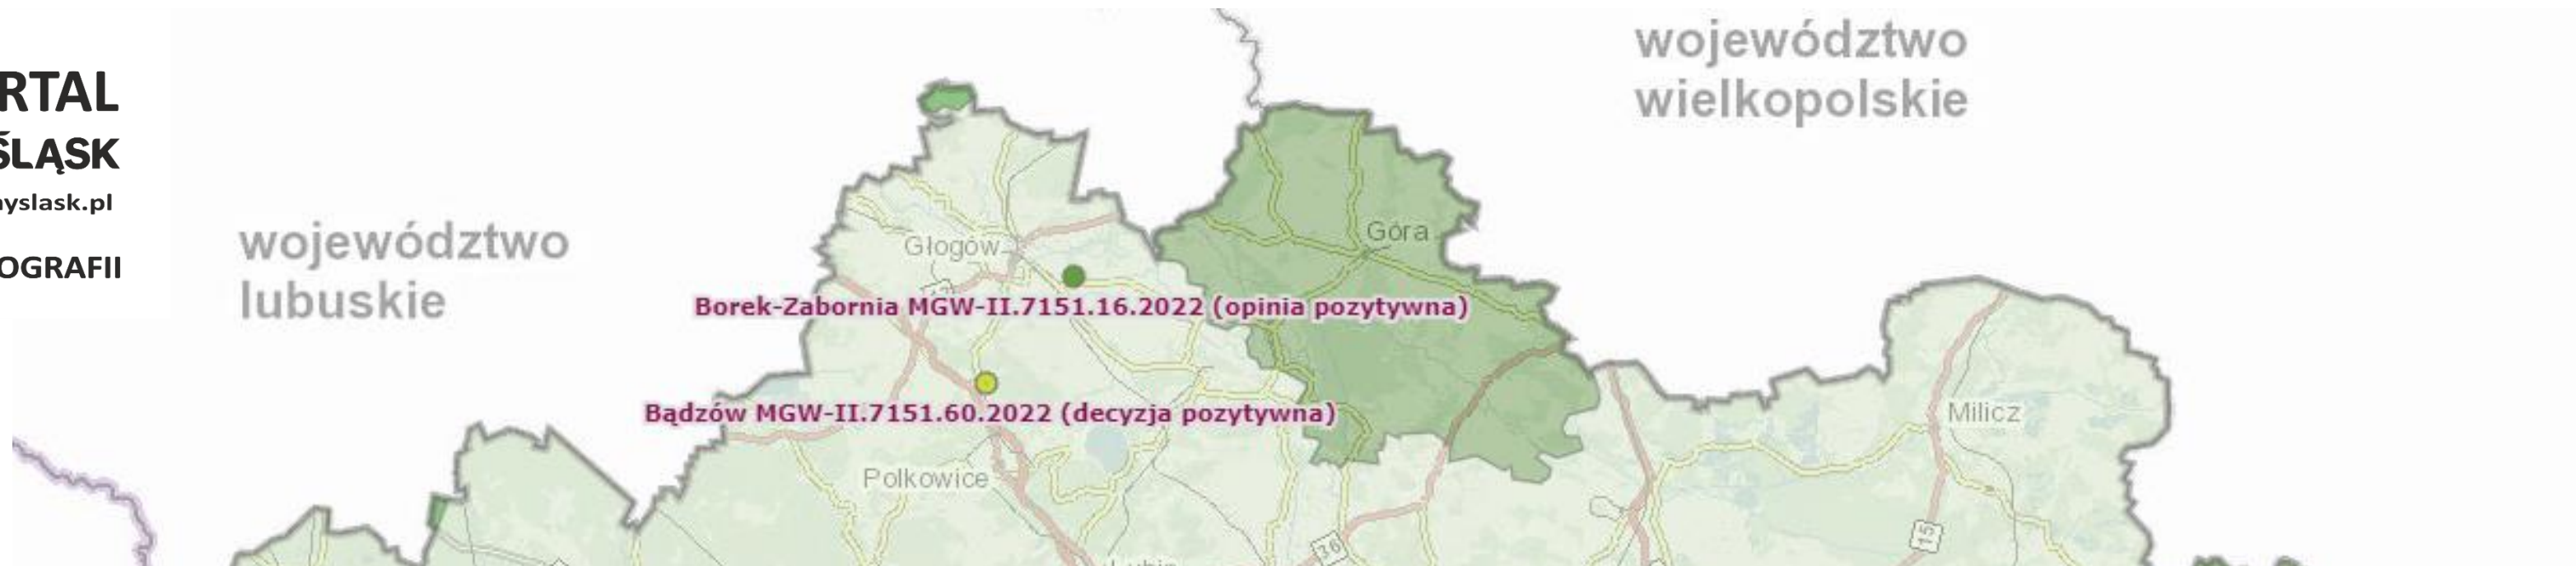 RTAL
ŚLĄSK
yslask.pl
OGRAFII
województwo
lubuskie
województwo
wielkopolskie
Głogów
Góra
Borek-Zabornia MGW-II.7151.16.2022 (opinia pozytywna)
Bądzów MGW-II.7151.60.2022 (decyzja pozytywna)
Milicz
Polkowice
15
36